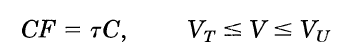 CF = τC, V_T ≤ V ≤ V_U